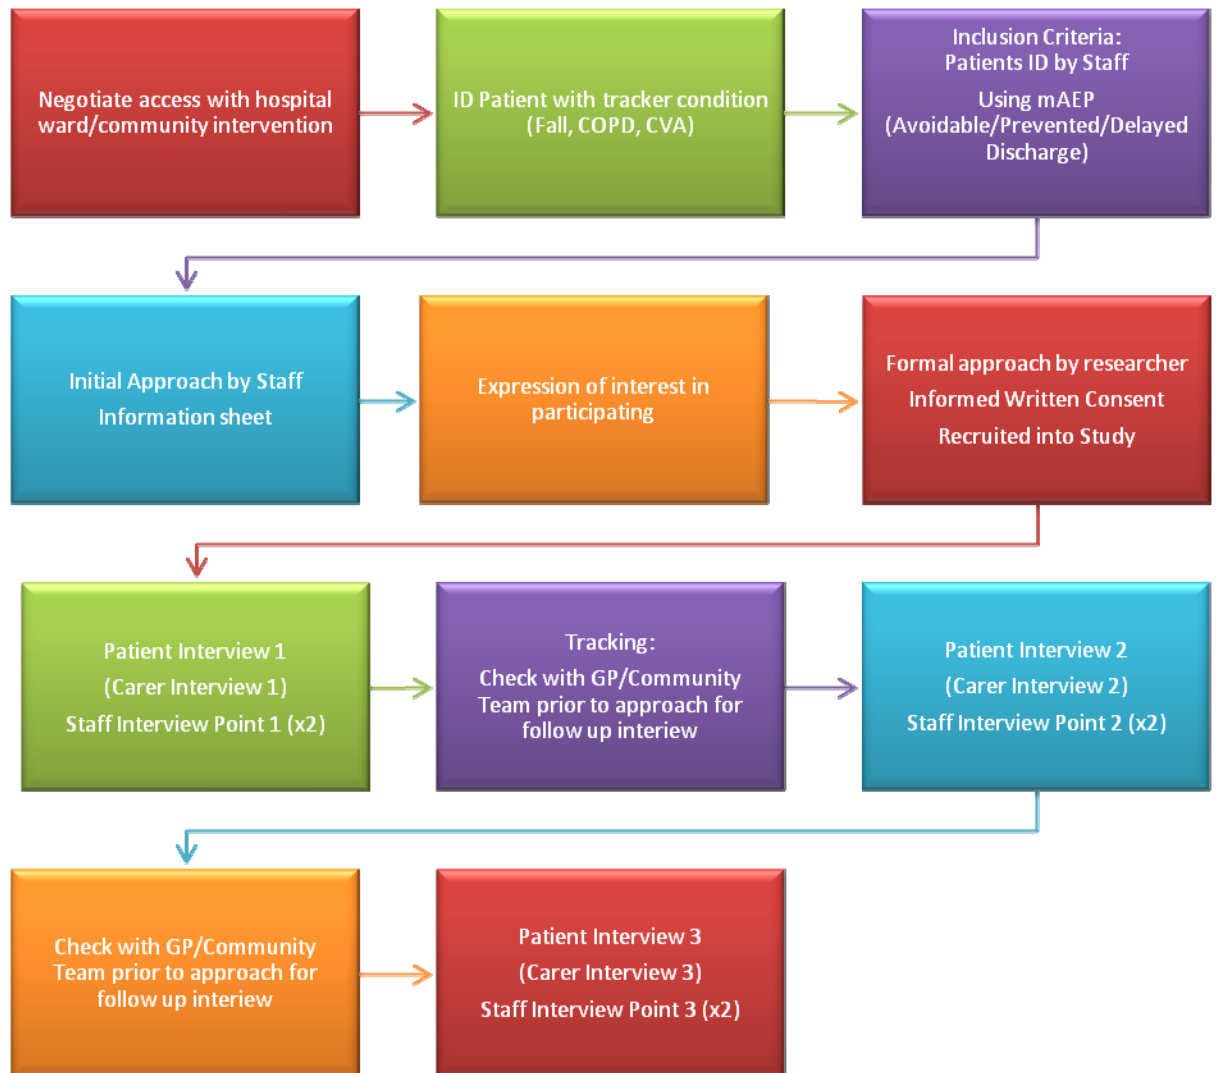 Negotiate access with hospital
ward/community intervention
ID Patient with tracker condition
(Fall, COPD, CVA)
Inclusion Criteria:
Patients ID by Staff
Using mAEP
(Avoidable/Prevented/Delayed
Discharge)
Initial Approach by Staff
Information sheet
Expression of interest in
participating
Formal approach by researcher
Informed Written Consent
Recruited into Study
Patient Interview 1
(Carer Interview 1)
Staff Interview Point 1 (x2)
Tracking:
Check with GP/Community
Team prior to approach for
follow up interiew
Patient Interview 2
(Carer Interview 2)
Staff Interview Point 2 (x2)
Check with GP/Community
Team prior to approach for
follow up interiew
Patient Interview 3
(Carer Interview 3)
Staff Interview Point 3 (x2)